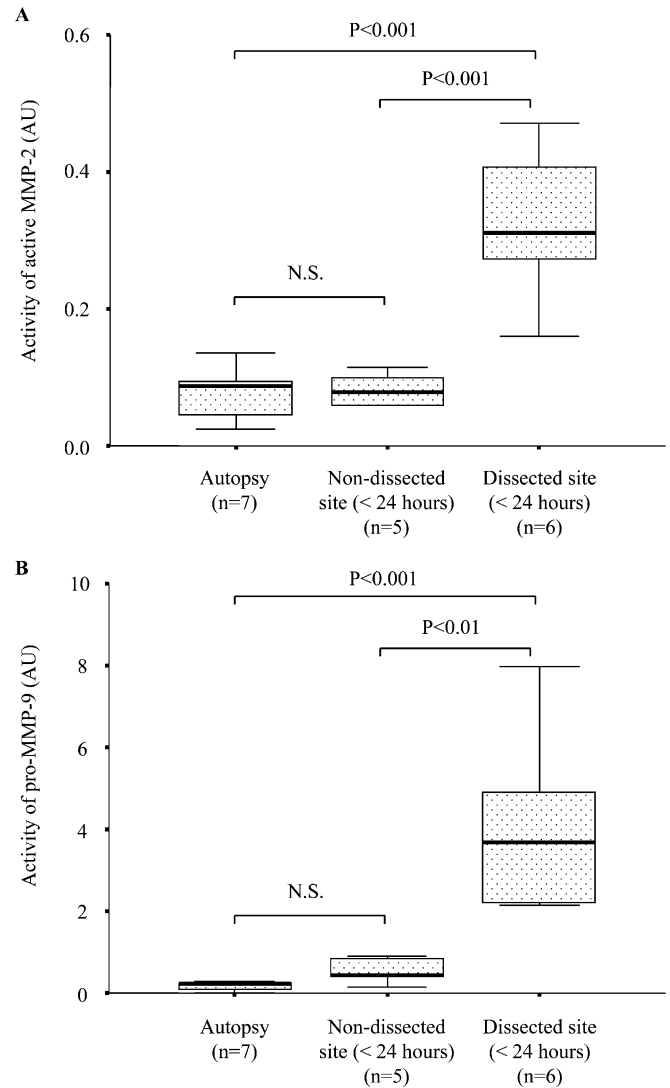 A
P<0.001
P<0.001
N.S.
Activity of active MMP-2 (AU)
0.6
0.4
0.2
0.0
Autopsy
(n=7)
Non-dissected
site (< 24 hours)
(n=5)
Dissected site
(< 24 hours)
(n=6)
B
P<0.001
P<0.01
N.S.
Activity of pro-MMP-9 (AU)
10
8
6
4
2
0
Autopsy
(n=7)
Non-dissected
site (< 24 hours)
(n=5)
Dissected site
(< 24 hours)
(n=6)